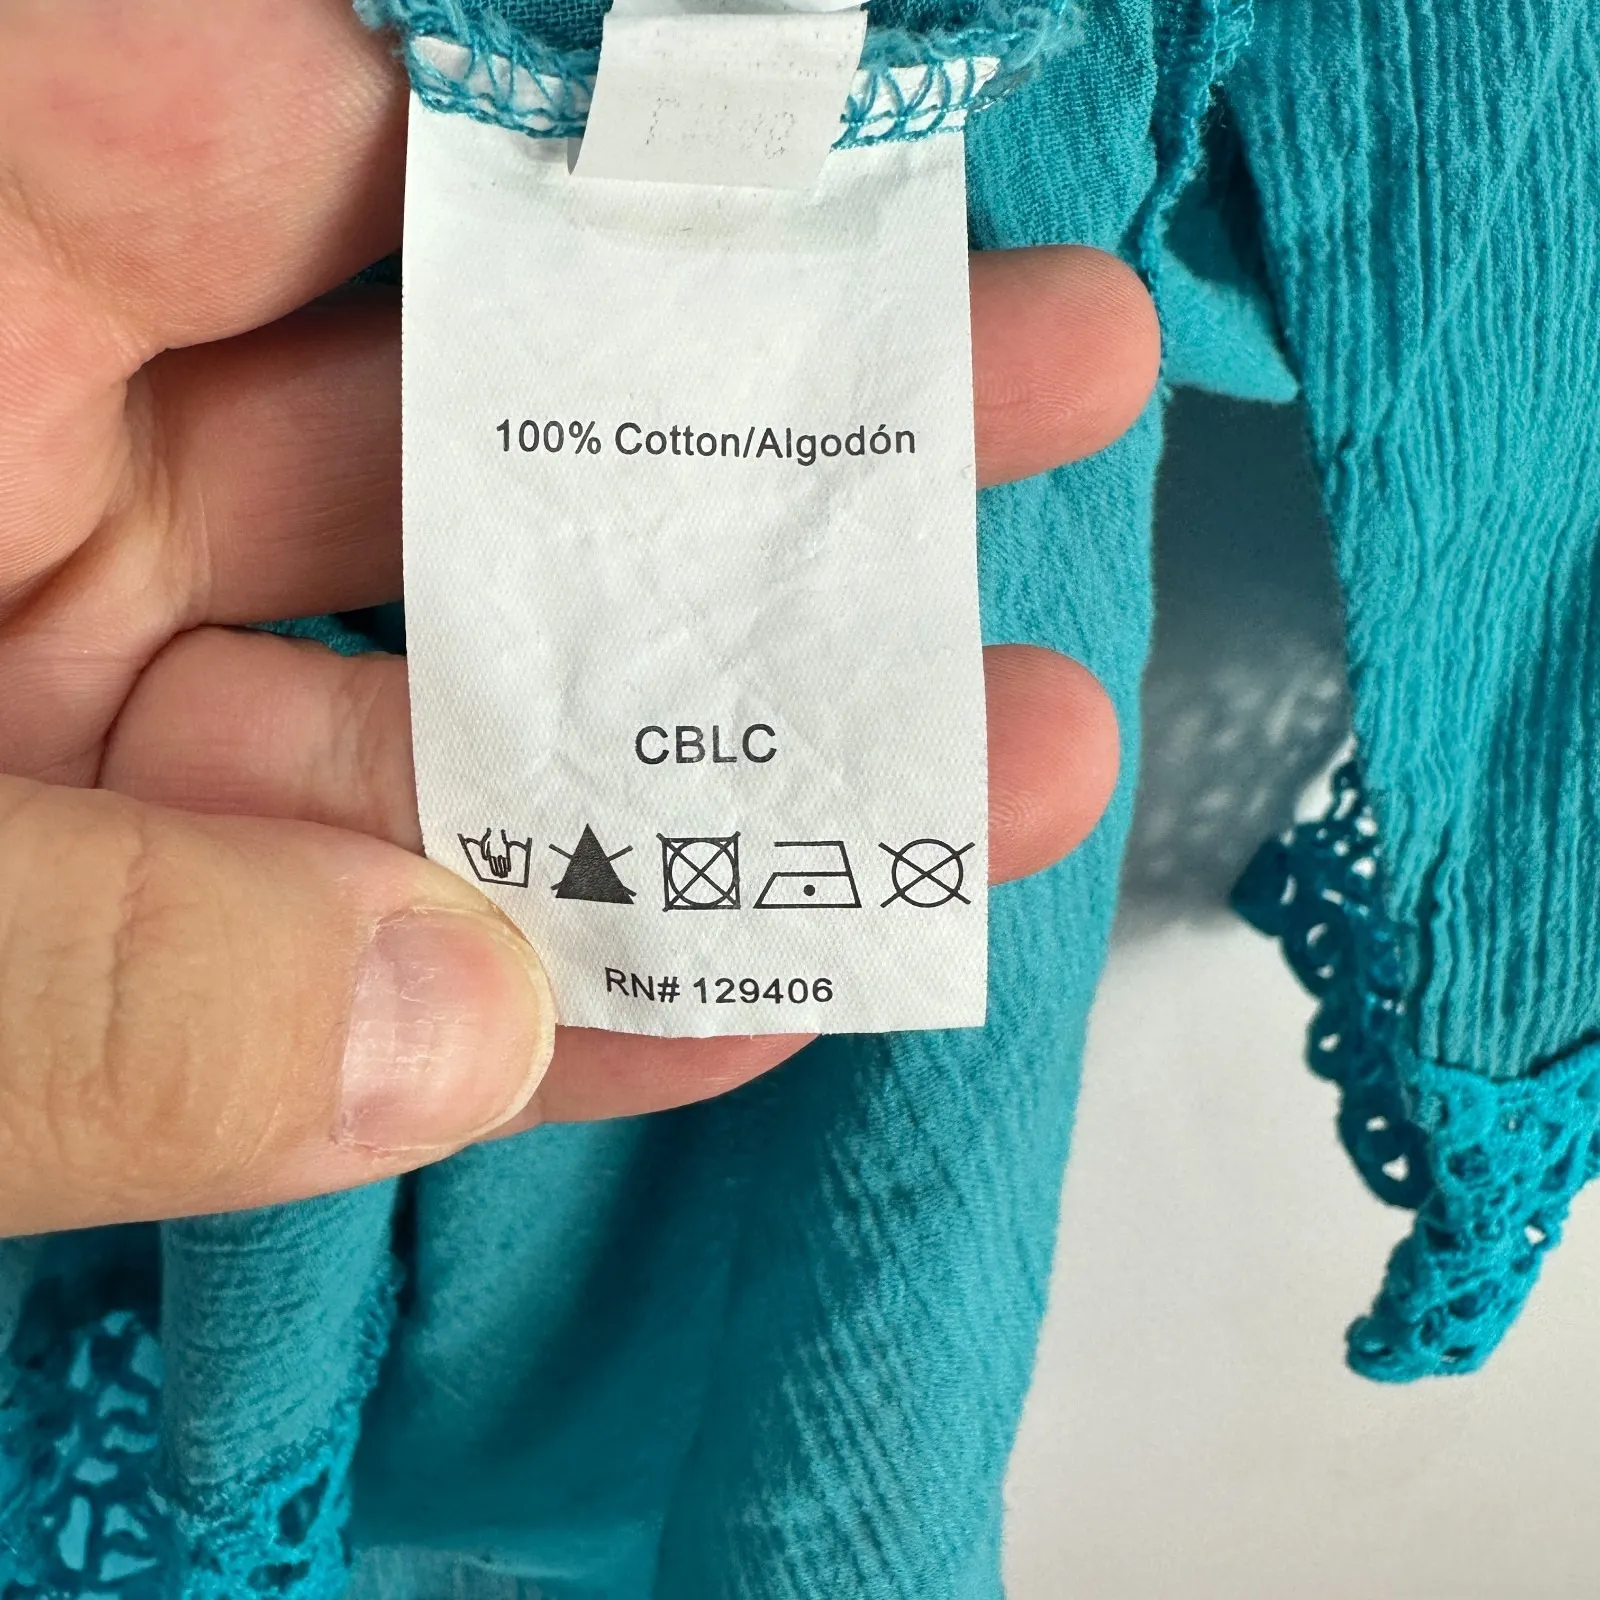 100% Cotton/Algodón
CBLC
RN# 129406